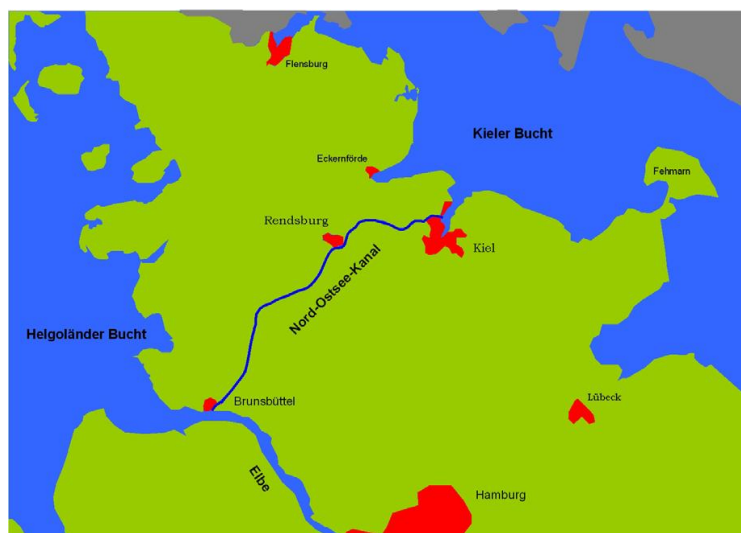 Flensburg
Kieler Bucht
Eckernförde
Fehmarn
Rendsburg
Kiel
Nord-Ostsee-Kanal
Helgoländer Bucht
Brunsbüttel
Lübeck
Elbe
Hamburg